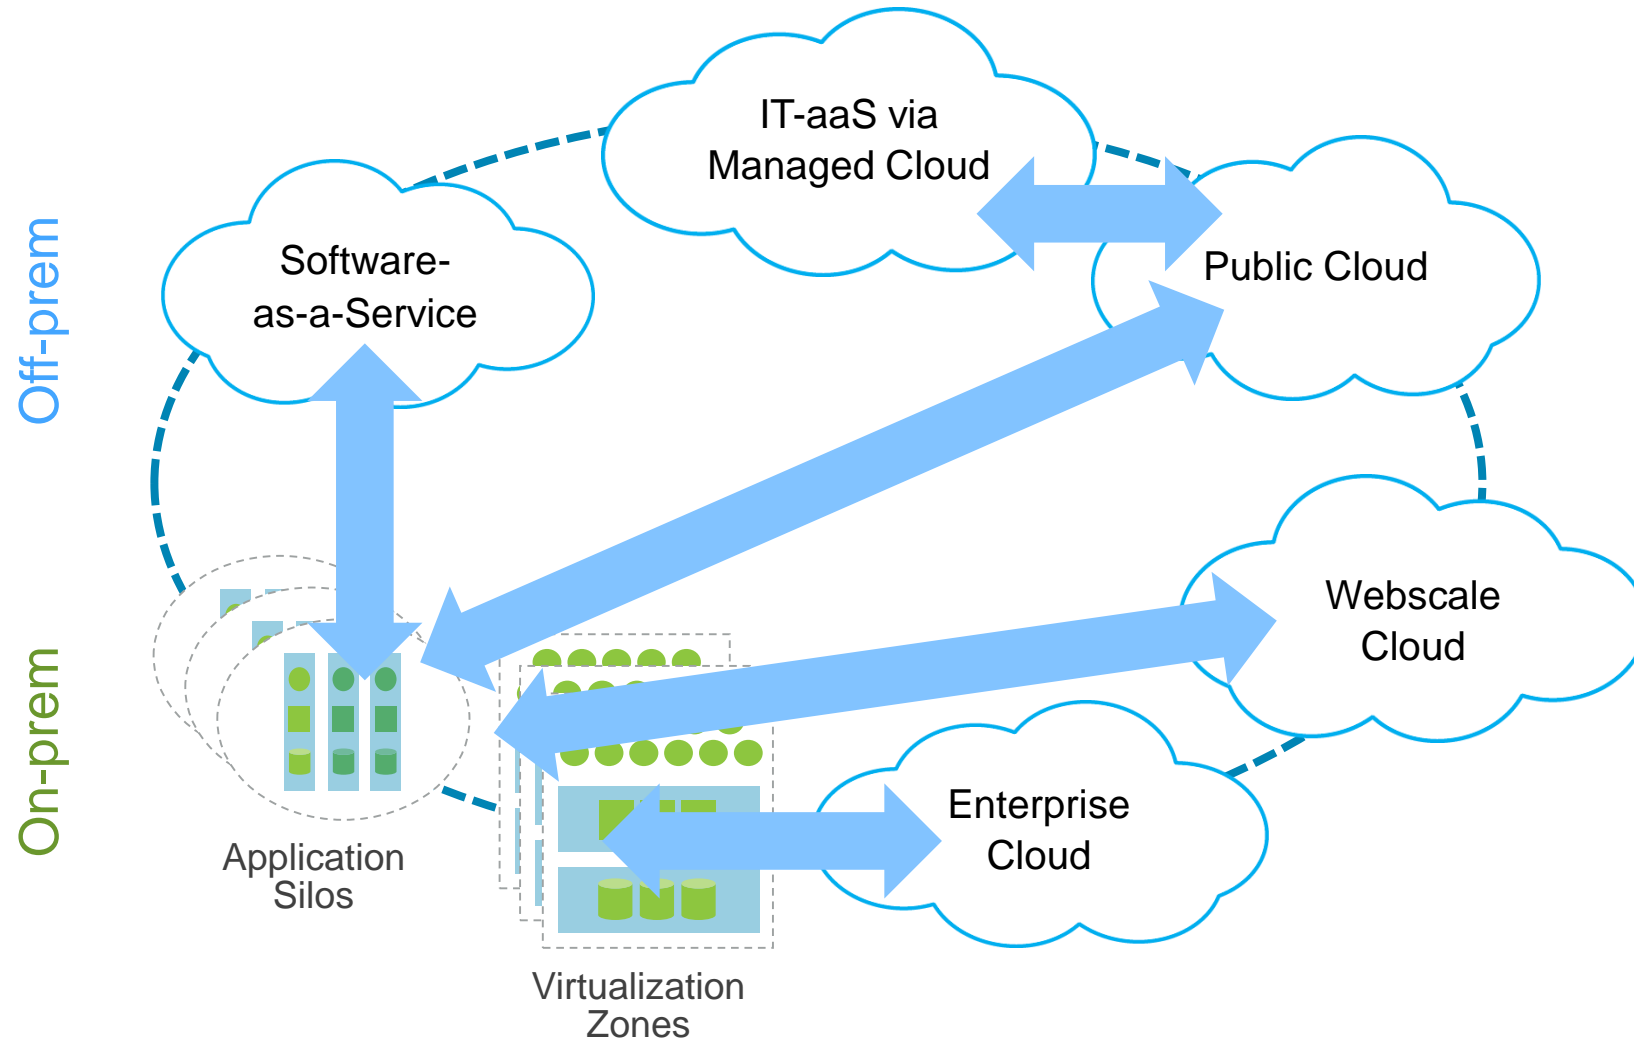 IT-aaS via
Managed Cloud
Software-
as-a-Service
Public Cloud
Off-prem
Webscale
Cloud
On-prem
Enterprise
Cloud
Application
Silos
Virtualization
Zones